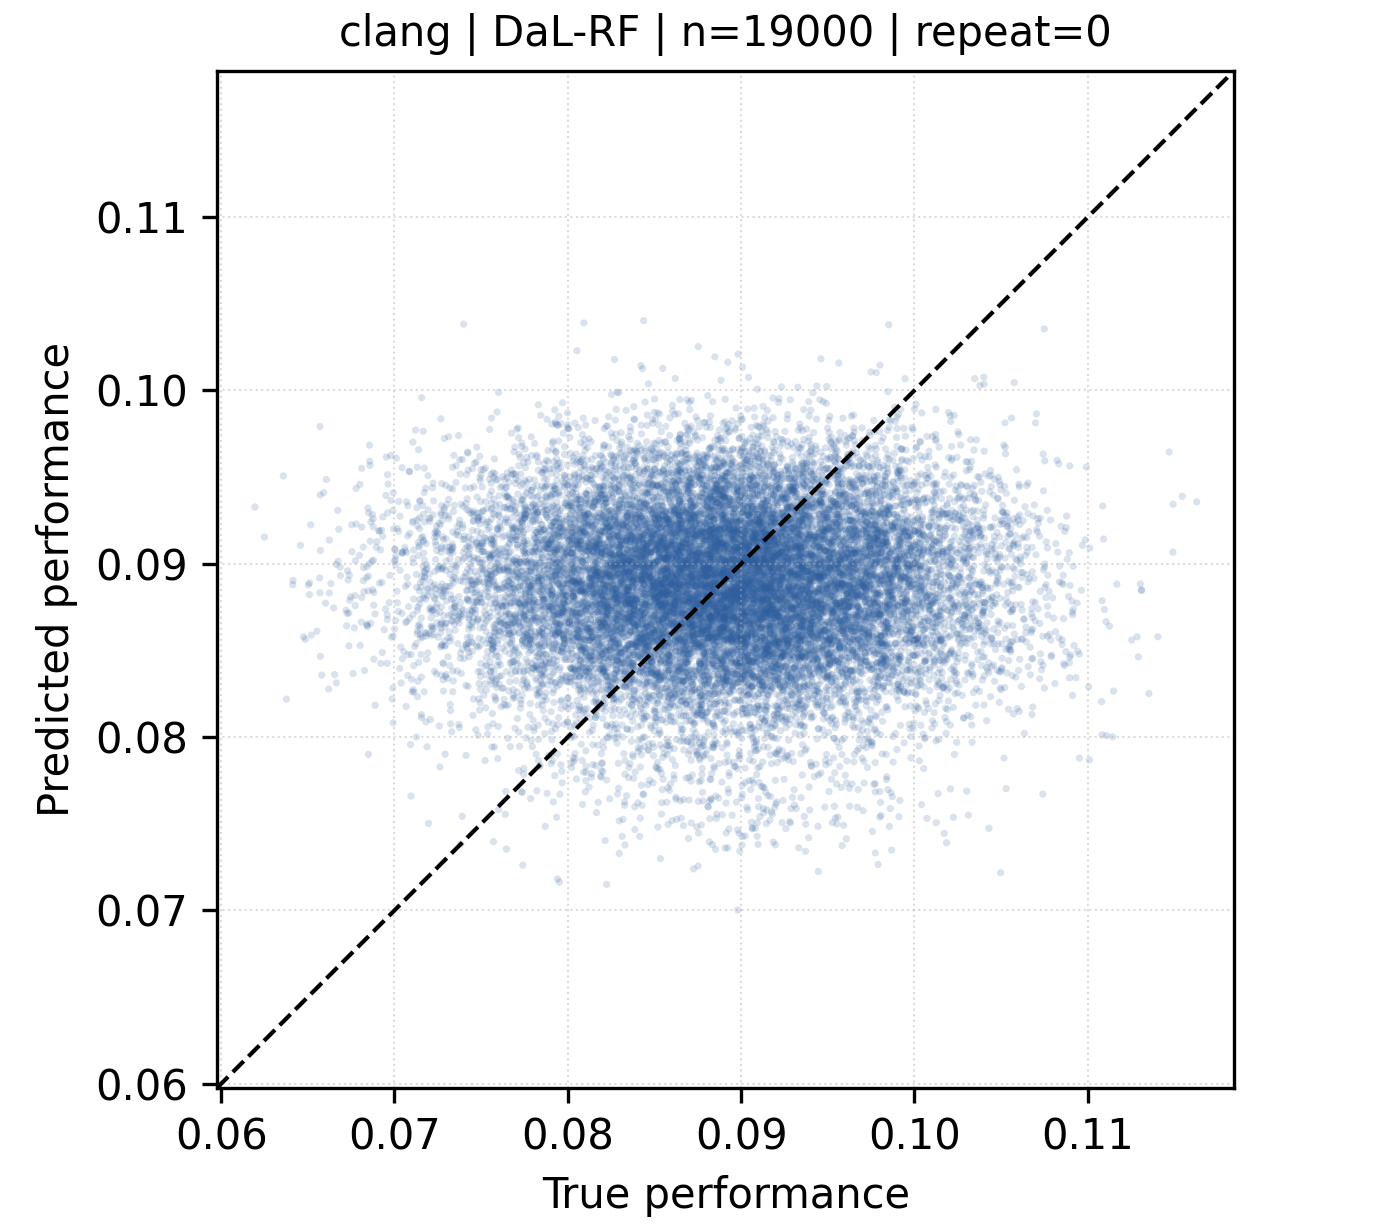 clang | DaL-RF | n=19000 | repeat=0
Predicted performance
0.11
0.10
0.09
0.08
0.07
0.06
0.06 0.07 0.08 0.09 0.10 0.11
True performance